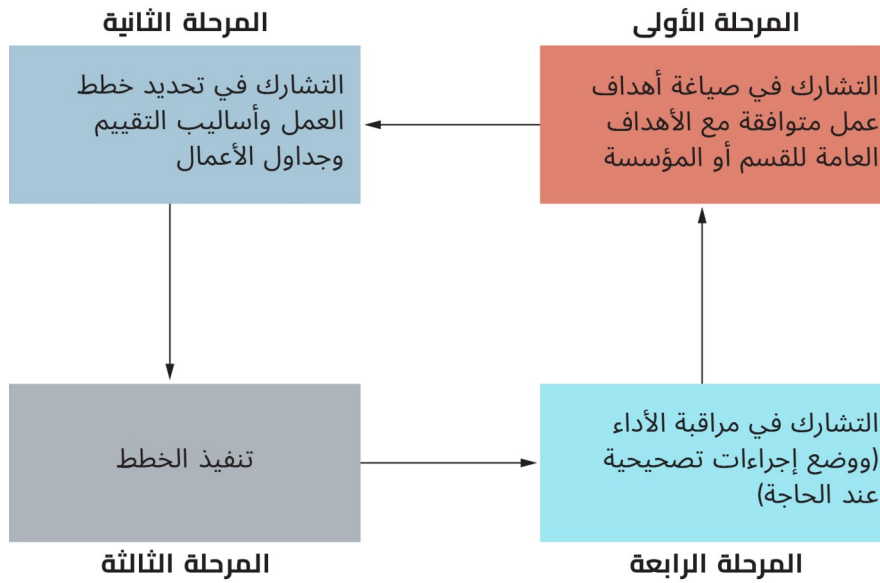 المرحلة الأولى
التشارك في صياغة أهداف
عمل متوافقة مع الأهداف
العامة للقسم أو المؤسسة
المرحلة الثانية
التشارك في تحديد خطط
العمل وأساليب التقييم
وجداول الأعمال
تنفيذ الخطط
المرحلة الثالثة
التشارك في مراقبة الأداء
(ووضع إجراءات تصحيحية
عند الحاجة)
المرحلة الرابعة